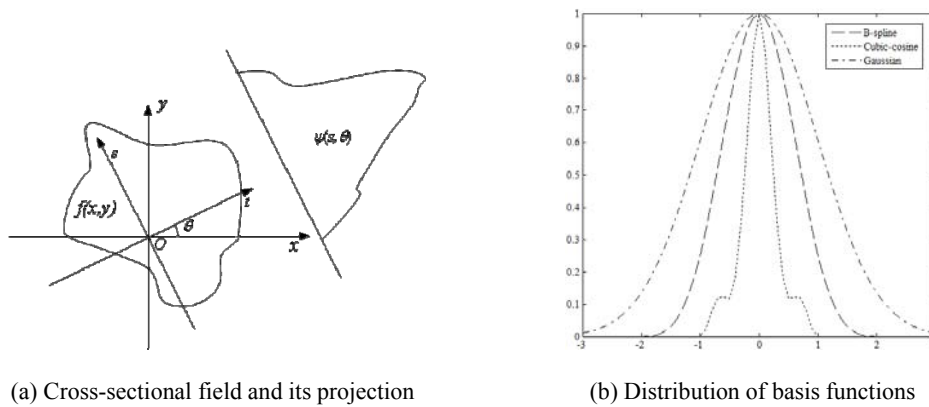 y
s
ψ(s, θ)
f(x,y)
t
θ
O
x
1
0.9
0.8
0.7
0.6
0.5
0.4
0.3
0.2
0.1
0
-3
-2
-1
0
1
2
B-spline
Cubic-cosine
Gaussian
(a) Cross-sectional field and its projection
(b) Distribution of basis functions